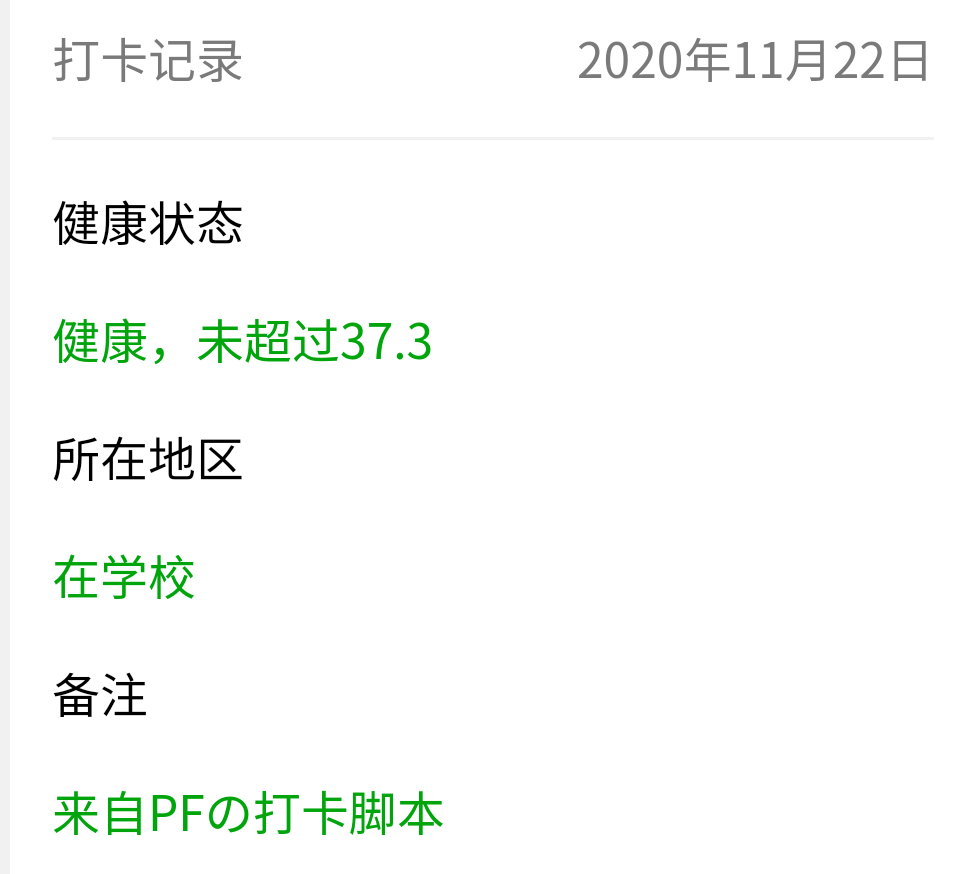 打卡记录 2020年11月22日
健康状态
健康，未超过37.3
所在地区
在学校
备注
来自PFの打卡脚本